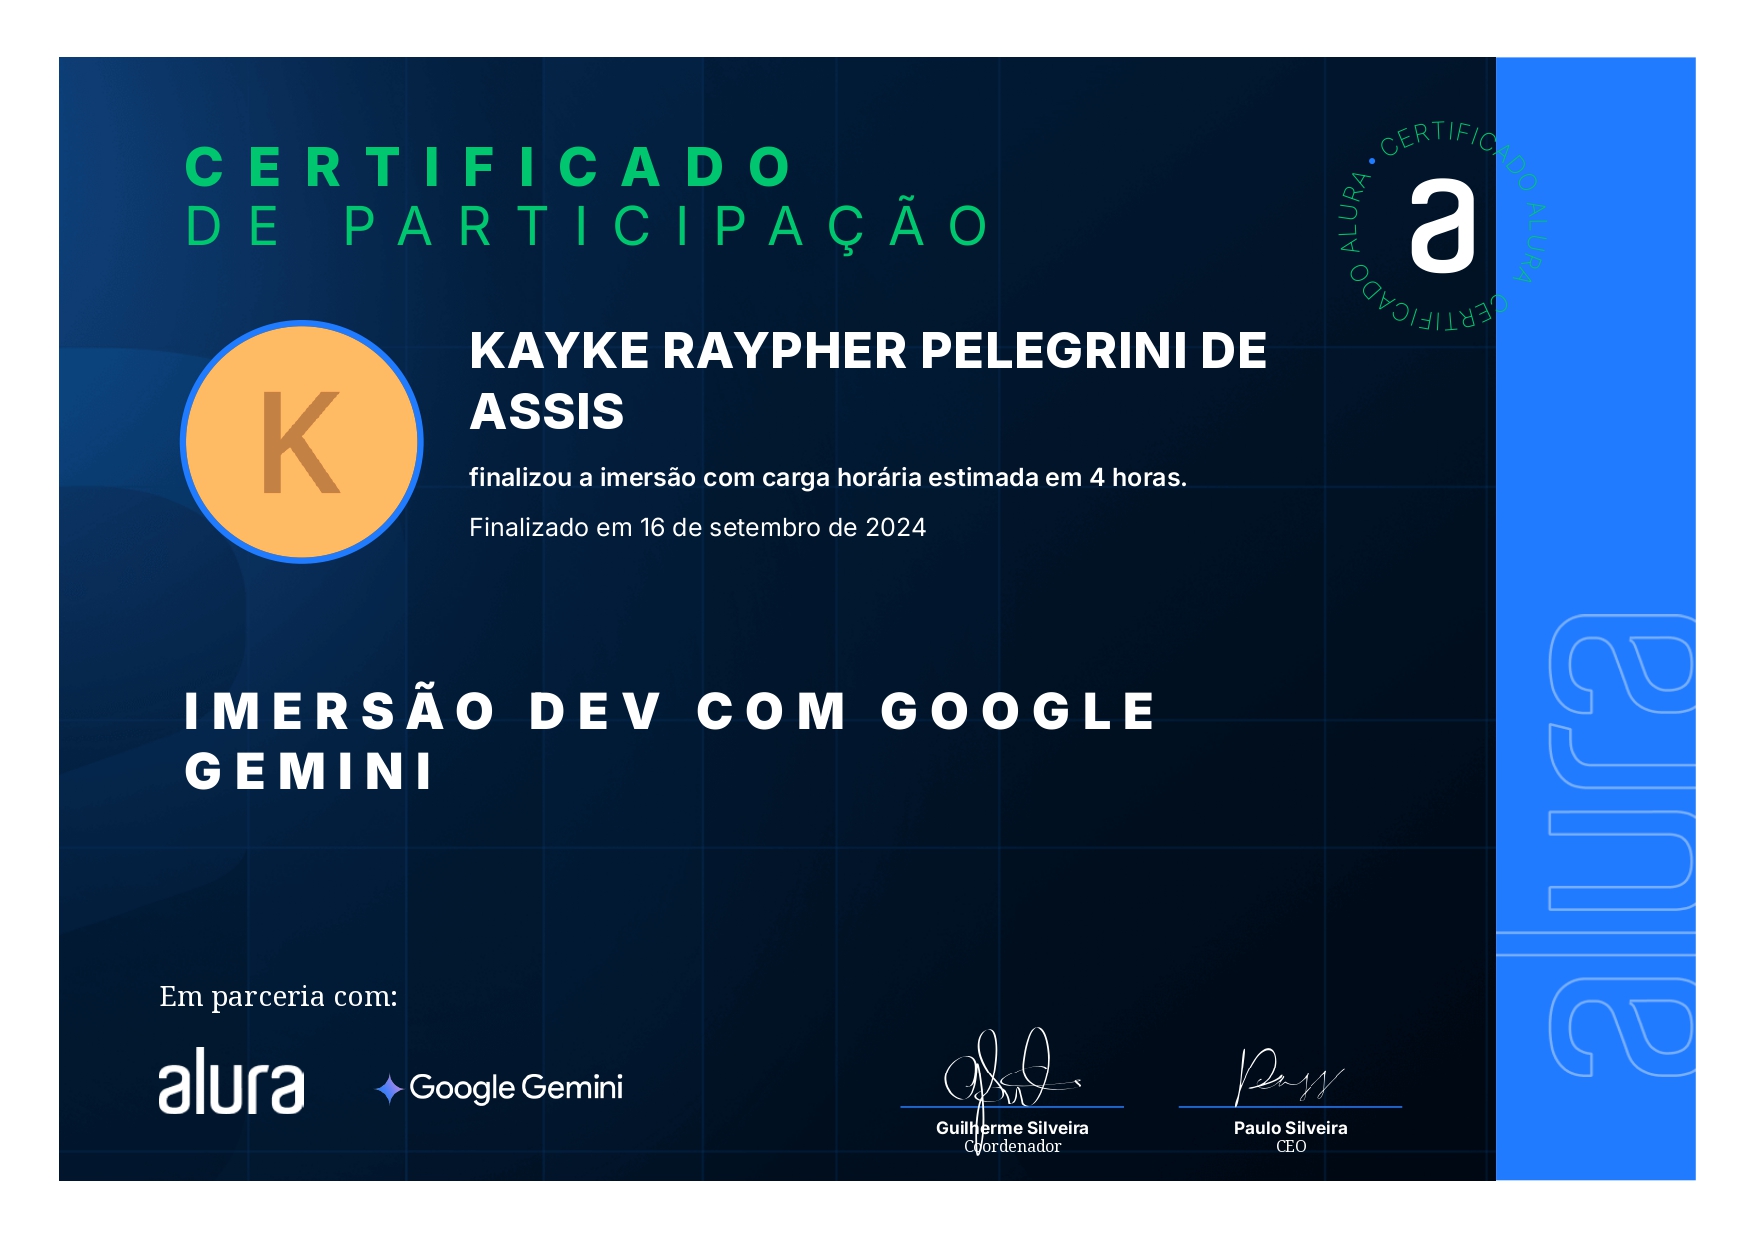 CERTIFICADO
DE PARTICIPAÇÃO
CERTIFICADO ALURA CERTIFICADO ALURA •
a
K
KAYKE RAYPHER PELEGRINI DE
ASSIS
finalizou a imersão com carga horária estimada em 4 horas.
Finalizado em 16 de setembro de 2024
IMERSÃO DEV COM GOOGLE
GEMINI
alura
Em parceria com:
alura Google Gemini
Guilherme Silveira
Coordenador
Paulo Silveira
CEO